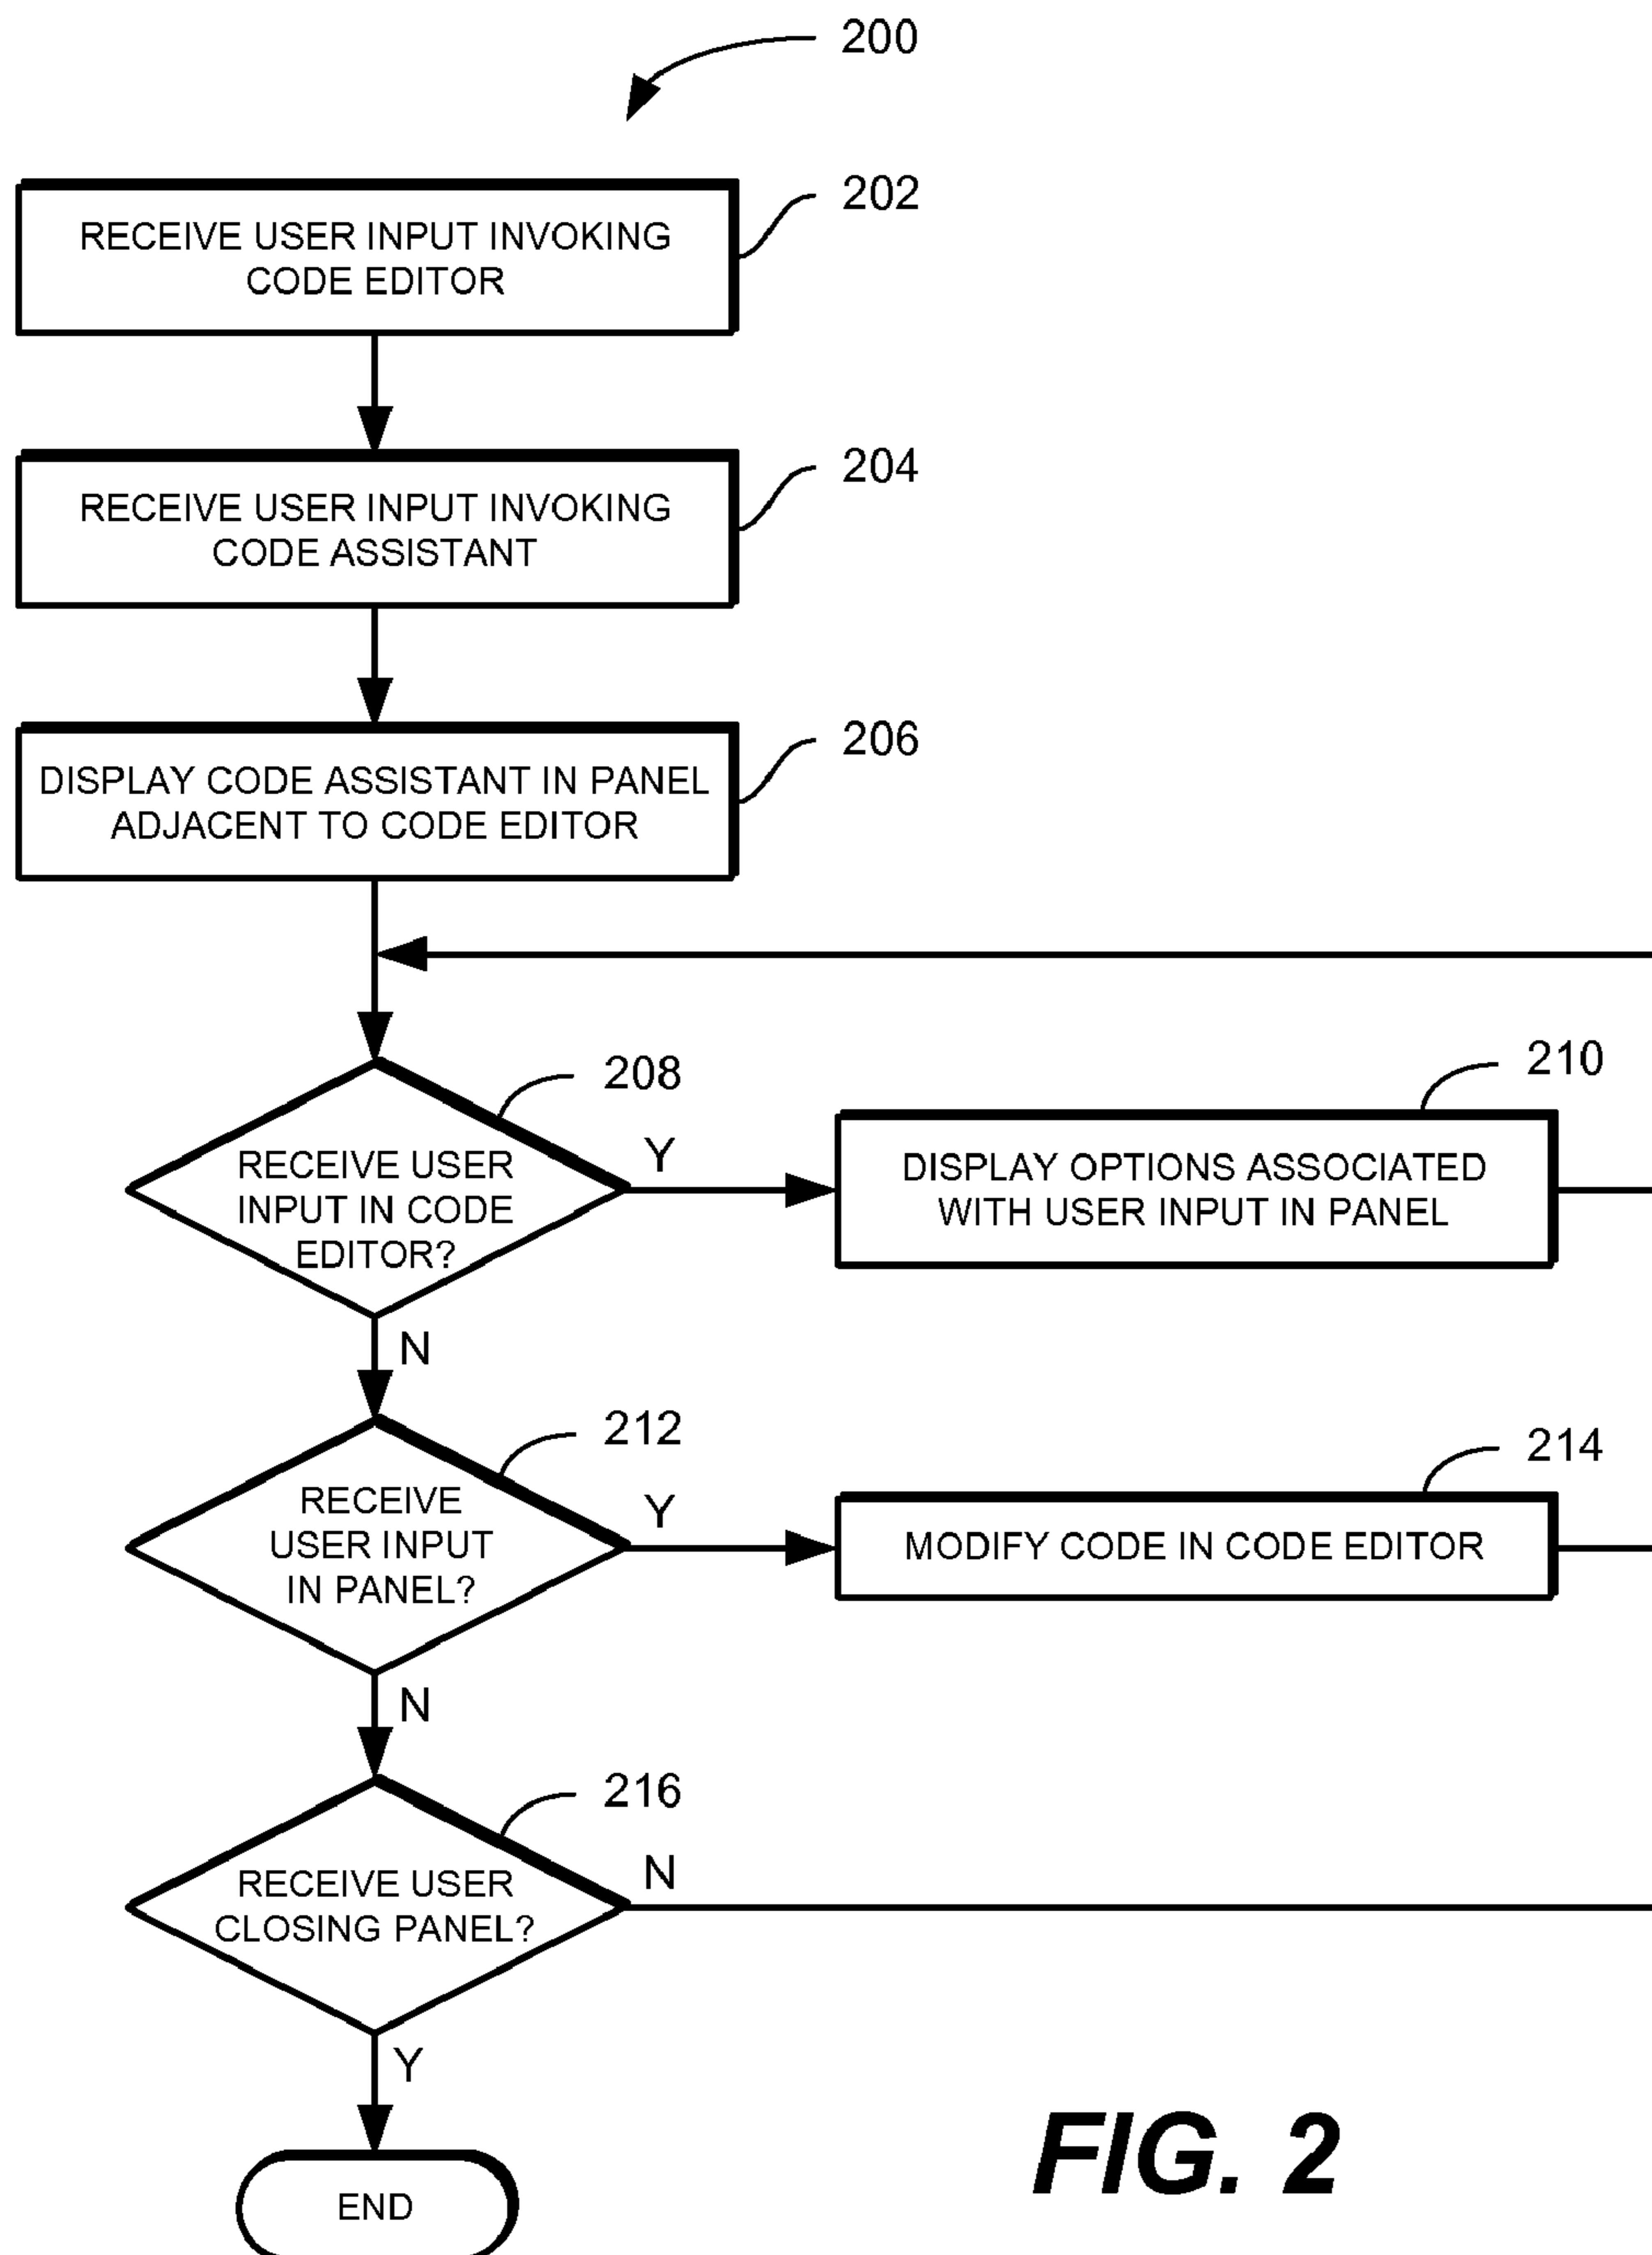 200
202
RECEIVE USER INPUT INVOKING
CODE EDITOR
204
RECEIVE USER INPUT INVOKING
CODE ASSISTANT
206
DISPLAY CODE ASSISTANT IN PANEL
ADJACENT TO CODE EDITOR
208
RECEIVE USER
INPUT IN CODE
EDITOR?
Y
N
210
DISPLAY OPTIONS ASSOCIATED
WITH USER INPUT IN PANEL
212
RECEIVE
USER INPUT
IN PANEL?
Y
N
214
MODIFY CODE IN CODE EDITOR
216
RECEIVE USER
CLOSING PANEL?
N
Y
END
FIG. 2